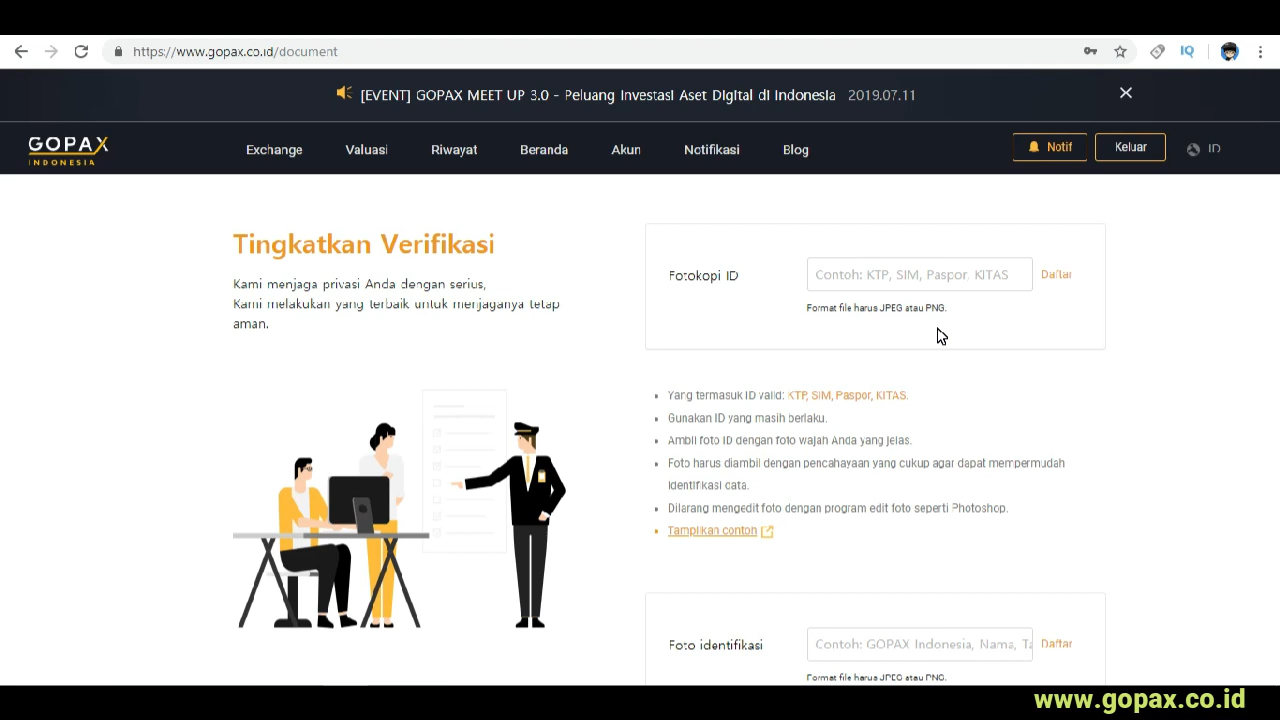 https://www.gopax.co.id/document
IQ
[EVENT] GOPAX MEET UP 3.0 - Peluang Investasi Aset Digital di Indonesia 2019.07.11
GOPAX
INDONESIA
Exchange Valuasi Riwayat Beranda Akun Notifikasi Blog Notif Keluar ID
Tingkatkan Verifikasi
Kami menjaga privasi Anda dengan serius,
Kami melakukan yang terbaik untuk menjaganya tetap
aman.
Fotokopi ID Contoh: KTP, SIM, Paspor, KITAS Daftar
Format file harus JPEG atau PNG.
Yang termasuk ID valid: KTP, SIM, Paspor, KITAS.
Gunakan ID yang masih berlaku.
Ambil foto ID dengan foto wajah Anda yang jelas.
Foto harus diambil dengan pencahayaan yang cukup agar dapat mempermudah
identifikasi data.
Dilarang mengedit foto dengan program edit foto seperti Photoshop.
Tampilkan contoh
Foto identifikasi Contoh: GOPAX Indonesia, Nama, Ta Daftar
Format file harus JPEG atau PNG.
www.gopax.co.id